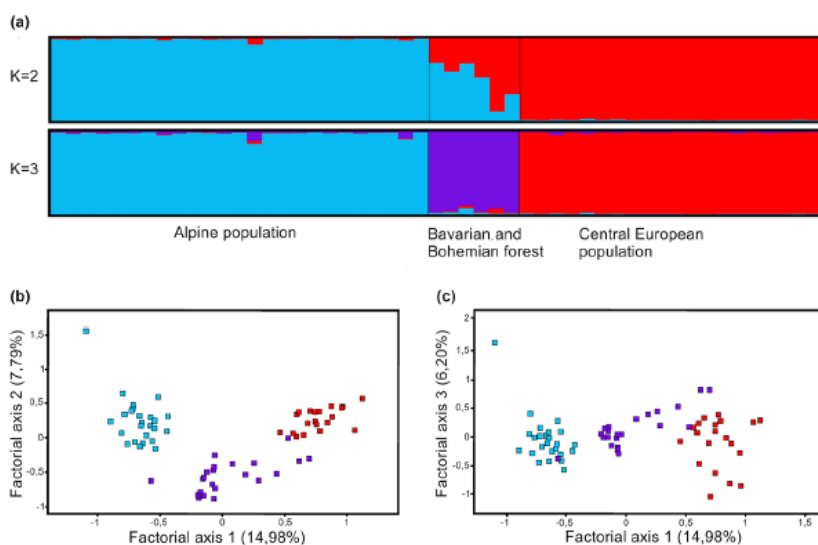 (a)
K=2
K=3
Alpine population
Bavarian and
Bohemian forest
Central European
population
(b)
Factorial axis 2 (7,79%)
1,5
1
0,5
0
-0,5
-1
-1
-0,5
0
0,5
1
Factorial axis 1 (14,98%)
(c)
Factorial axis 3 (6,20%)
2
1,5
1
0,5
0
-0,5
-1
-1
-0,5
0
0,5
1
Factorial axis 1 (14,98%)